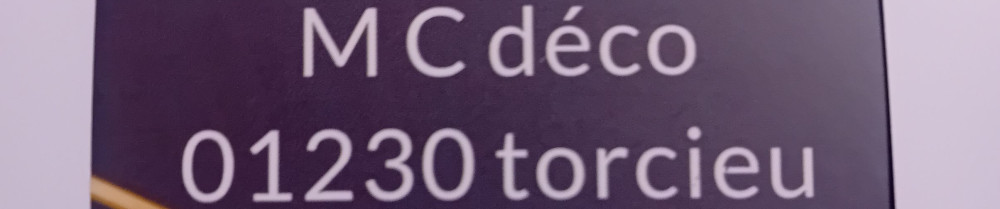 M C déco
01230 torcieu